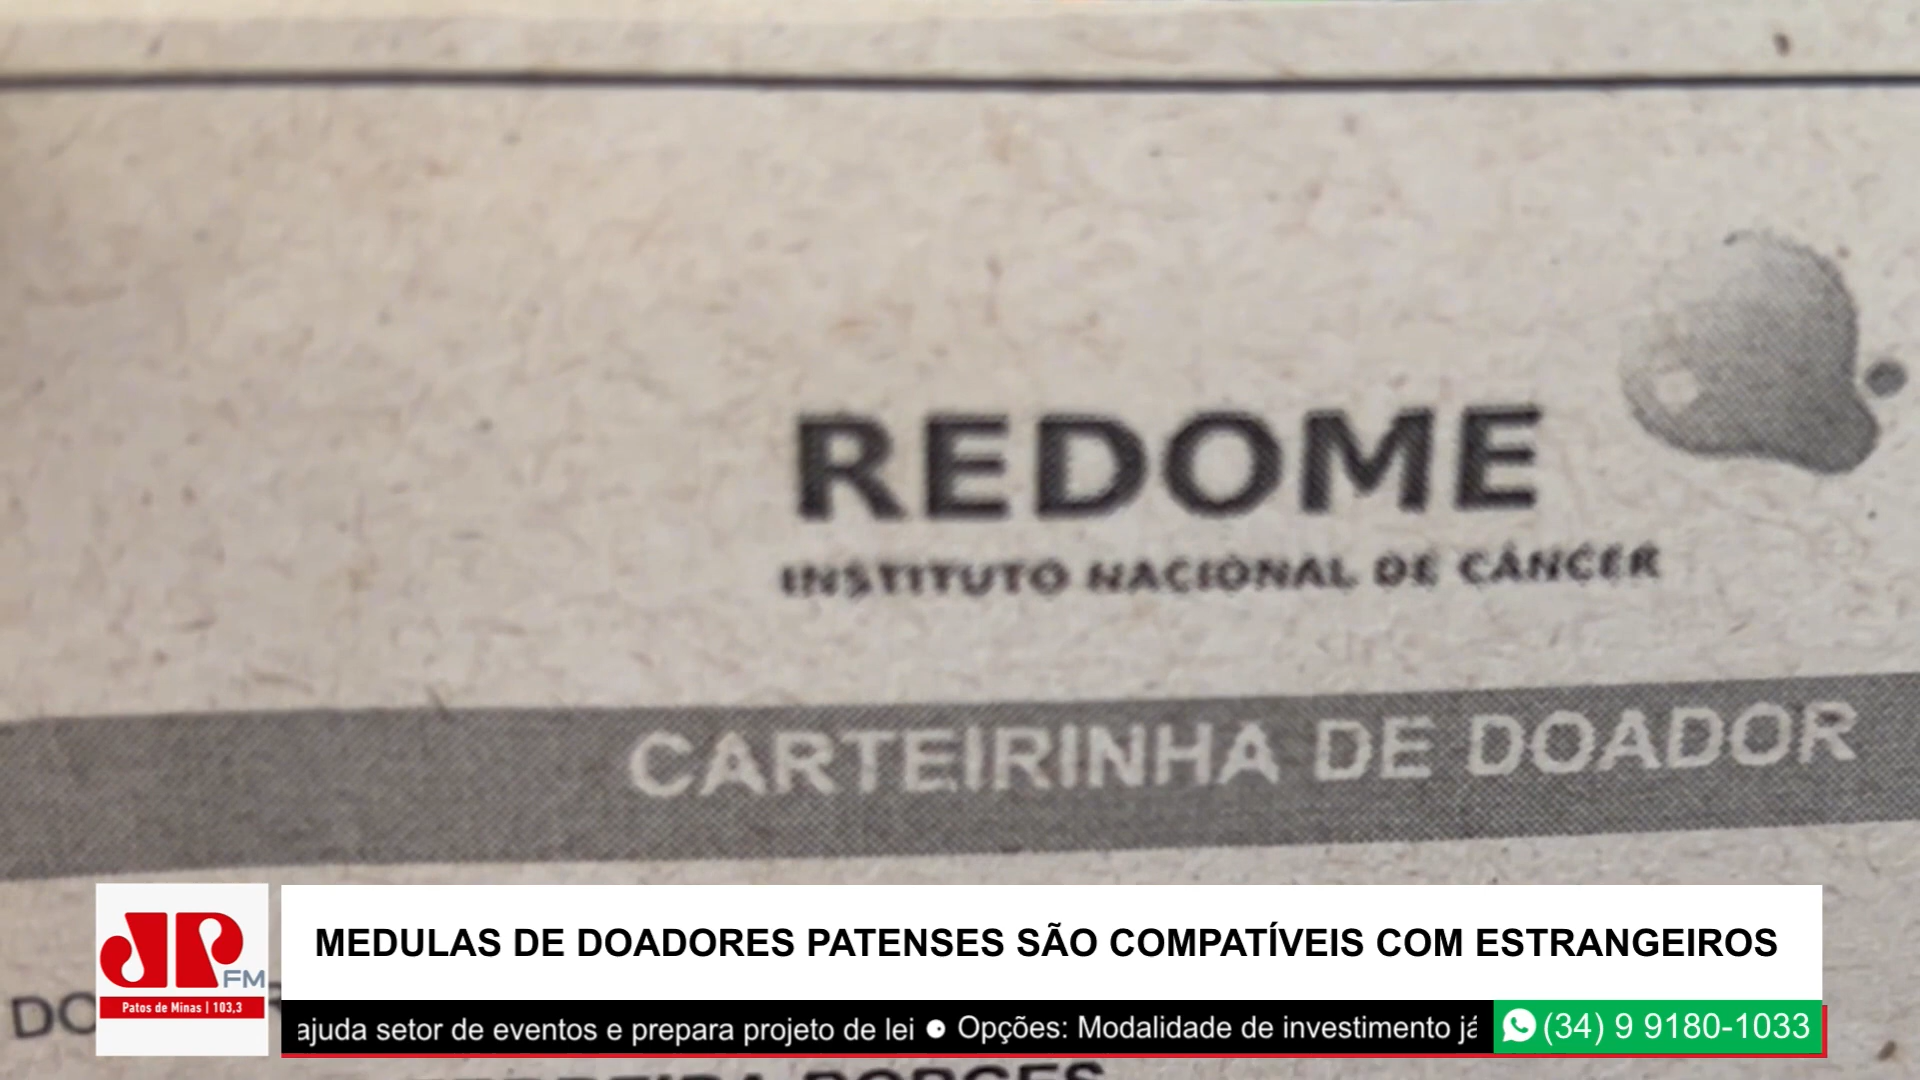 REDOME
INSTITUTO NACIONAL DE CÂNCER
CARTEIRINHA DE DOADOR
JP FM
Patos de Minas | 103,3
MEDULAS DE DOADORES PATENSES SÃO COMPATÍVEIS COM ESTRANGEIROS
ajuda setor de eventos e prepara projeto de lei ● Opções: Modalidade de investimento já
(34) 9 9180-1033